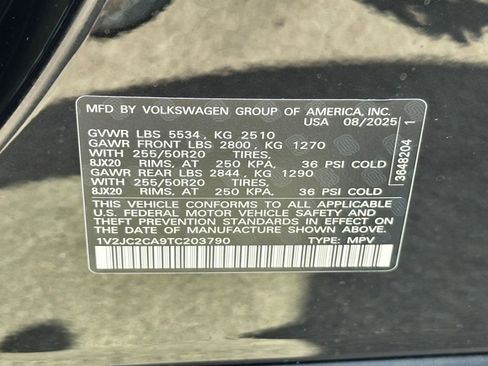 MFD BY VOLKSWAGEN GROUP OF AMERICA, INC.
USA 08/2025
GVWR LBS 5534 , KG 2510
GAWR FRONT LBS 2800 , KG 1270
WITH 255/50R20 TIRES,
8JX20 RIMS, AT 250 KPA, 36 PSI COLD
GAWR REAR LBS 2844 , KG 1290
WITH 255/50R20 TIRES,
8JX20 RIMS, AT 250 KPA, 36 PSI COLD
THIS VEHICLE CONFORMS TO ALL APPLICABLE
U.S. FEDERAL MOTOR VEHICLE SAFETY AND
THEFT PREVENTION STANDARDS IN EFFECT ON
THE DATE OF MANUFACTURE SHOWN ABOVE.
1V2JC2CA9TC203790 TYPE: MPV
3648204 1